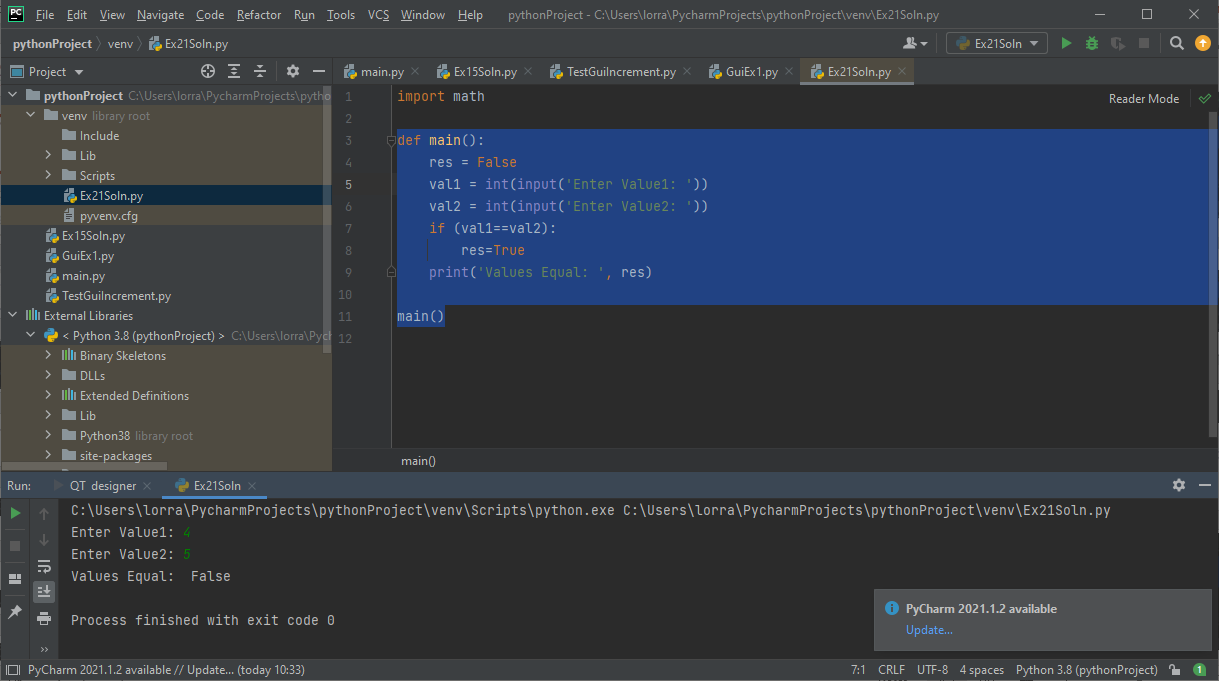 PC File Edit View Navigate Code Refactor Run Tools VCS Window Help pythonProject - C:\Users\lorra\PycharmProjects\pythonProject\venv\Ex21Soln.py
pythonProject venv Ex21Soln.py Ex21Soln
Project
main.py Ex15Soln.py TestGuiIncrement.py GuiEx1.py Ex21Soln.py
pythonProject C:\Users\lorra\PycharmProjects\pytho
venv library root
Include
Lib
Scripts
Ex21Soln.py
pyvenv.cfg
Ex15Soln.py
GuiEx1.py
main.py
TestGuiIncrement.py
External Libraries
< Python 3.8 (pythonProject) > C:\Users\lorra\Pych
Binary Skeletons
DLLs
Extended Definitions
Lib
Python38 library root
site-packages
Reader Mode
1 import math
2
3 def main():
4     res = False
5     val1 = int(input('Enter Value1: '))
6     val2 = int(input('Enter Value2: '))
7     if (val1==val2):
8         res=True
9     print('Values Equal: ', res)
10
11 main()
12
main()
Run: QT designer Ex21Soln
C:\Users\lorra\PycharmProjects\pythonProject\venv\Scripts\python.exe C:\Users\lorra\PycharmProjects\pythonProject\venv\Ex21Soln.py
Enter Value1: 4
Enter Value2: 5
Values Equal:  False
Process finished with exit code 0
PyCharm 2021.1.2 available
Update...
PyCharm 2021.1.2 available // Update... (today 10:33) 7:1 CRLF UTF-8 4 spaces Python 3.8 (pythonProject) 1